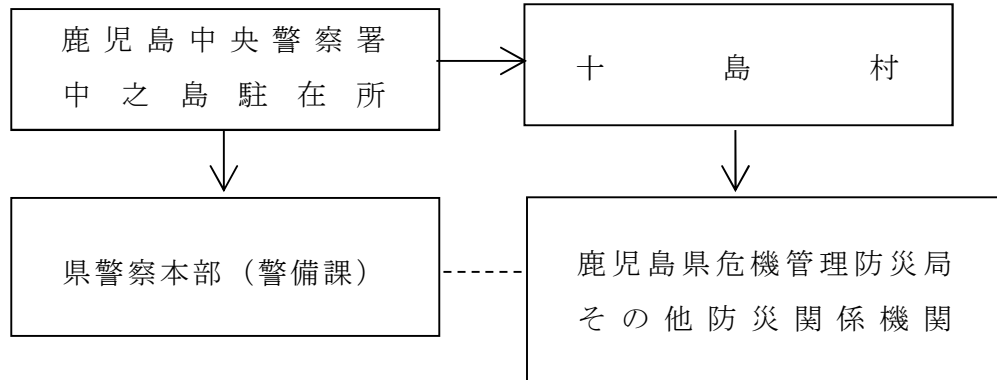 鹿児島中央警察署
中之島駐在所
十島村
県警察本部（警備課）
鹿児島県危機管理防災局
その他防災関係機関